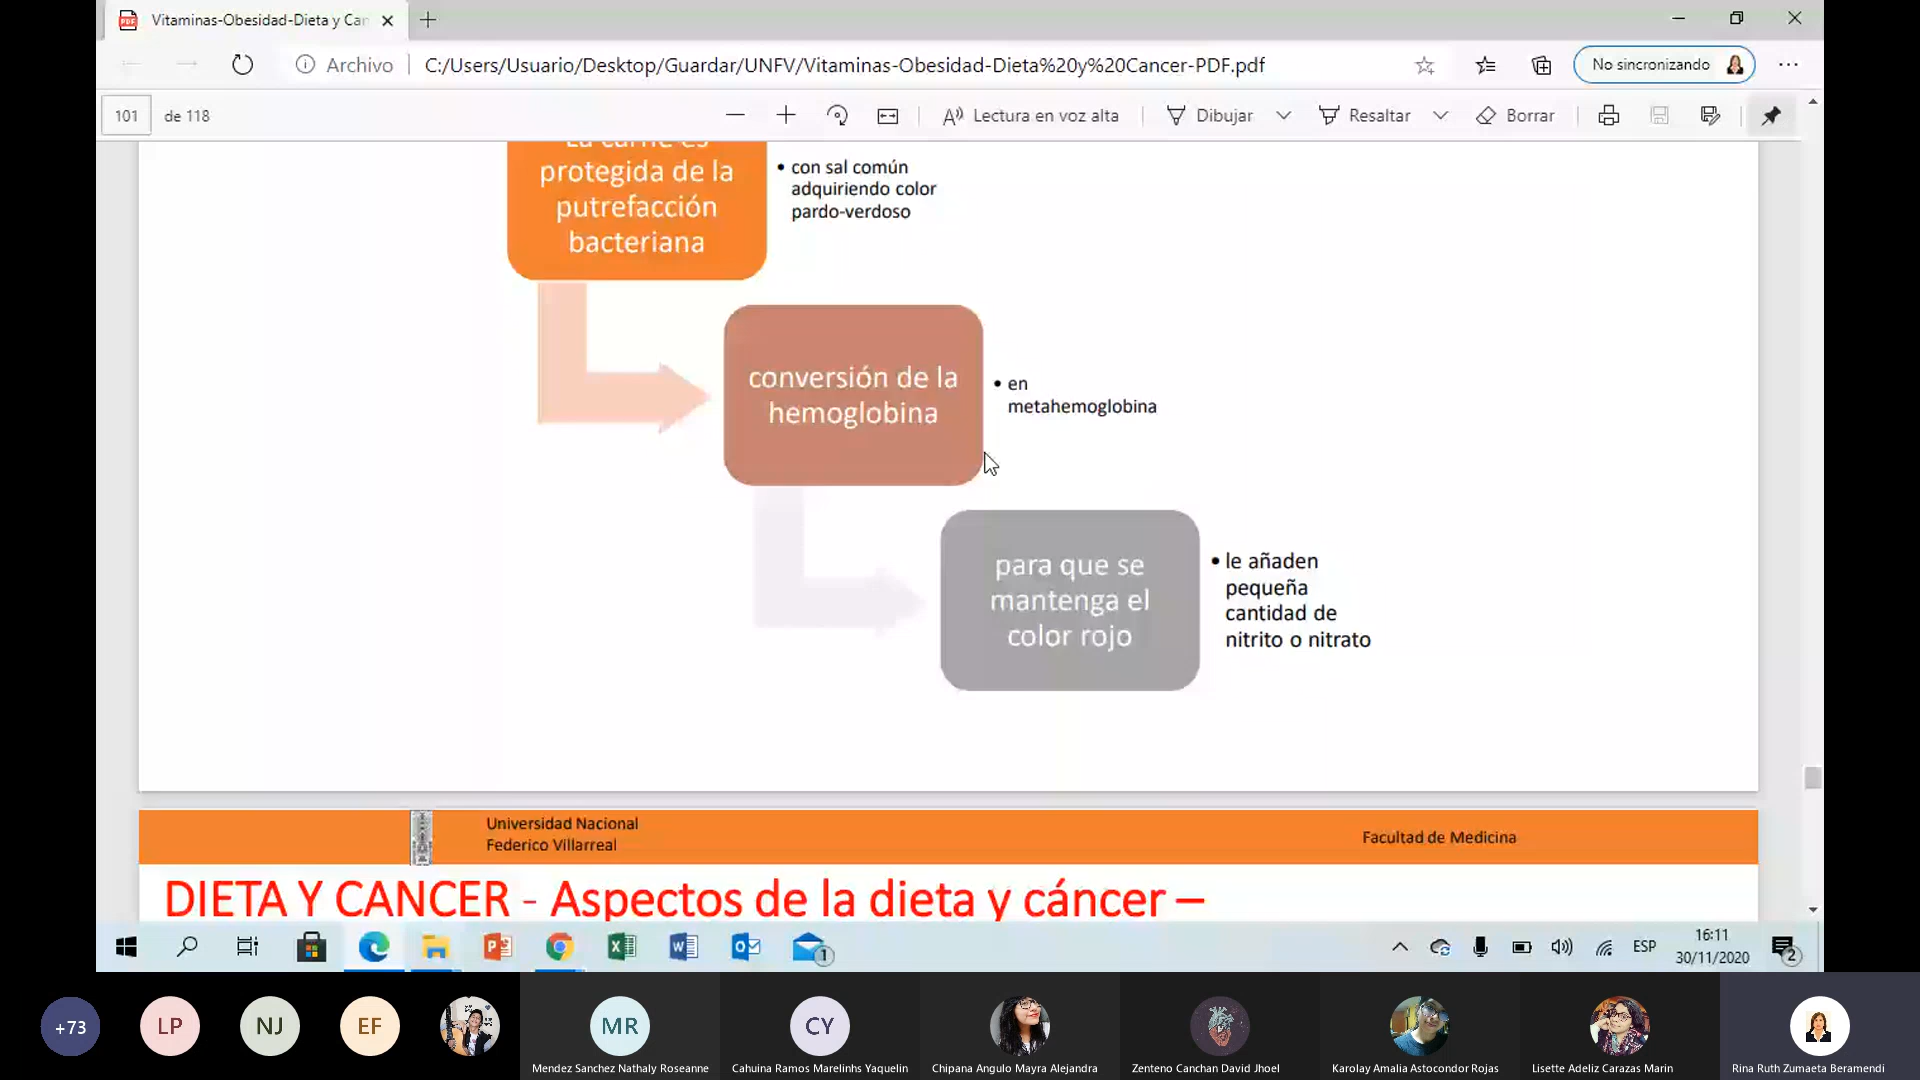 Vitaminas-Obesidad-Dieta y Can
Archivo
C:/Users/Usuario/Desktop/Guardar/UNFV/Vitaminas-Obesidad-Dieta%20y%20Cancer-PDF.pdf
No sincronizando
101 de 118
Lectura en voz alta
Dibujar
Resaltar
Borrar
La carne es
protegida de la
putrefacción
bacteriana
• con sal común
adquiriendo color
pardo-verdoso
conversión de la
hemoglobina
• en
metahemoglobina
para que se
mantenga el
color rojo
• le añaden
pequeña
cantidad de
nitrito o nitrato
Universidad Nacional
Federico Villarreal
Facultad de Medicina
DIETA Y CANCER - Aspectos de la dieta y cáncer –
1
ESP
16:11
30/11/2020
2
+73
LP
NJ
EF
MR
CY
Mendez Sanchez Nathaly Roseanne
Cahuina Ramos Marelinhs Yaquelin
Chipana Angulo Mayra Alejandra
Zenteno Canchan David Jhoel
Karolay Amalia Astocondor Rojas
Lisette Adeliz Carazas Marin
Rina Ruth Zumaeta Beramendi